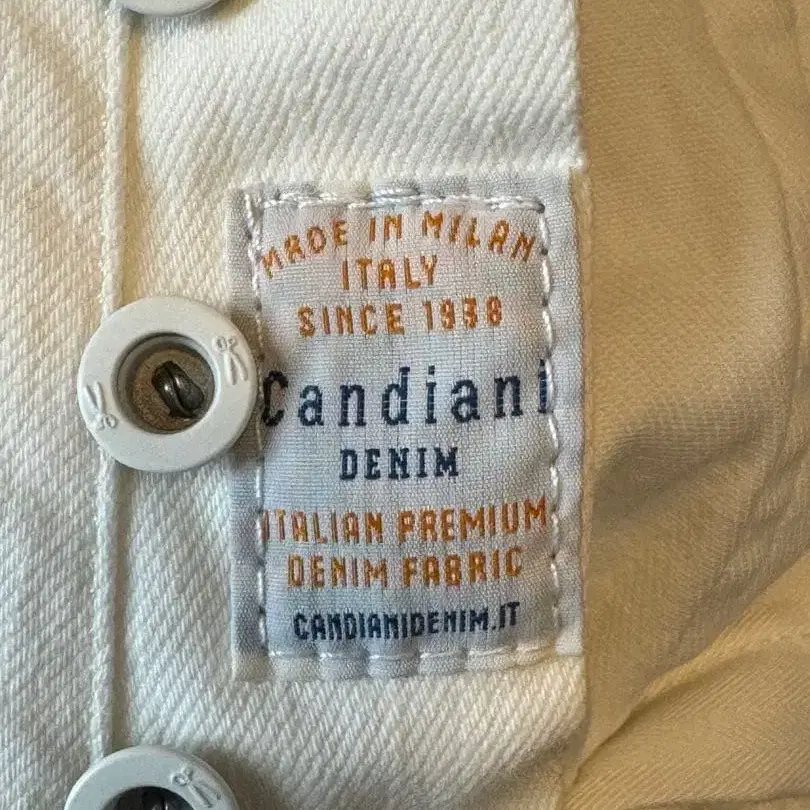 MADE IN MILAN
ITALY
SINCE 1938
Candiani
DENIM
ITALIAN PREMIUM
DENIM FABRIC
CANDIANIDENIM.IT